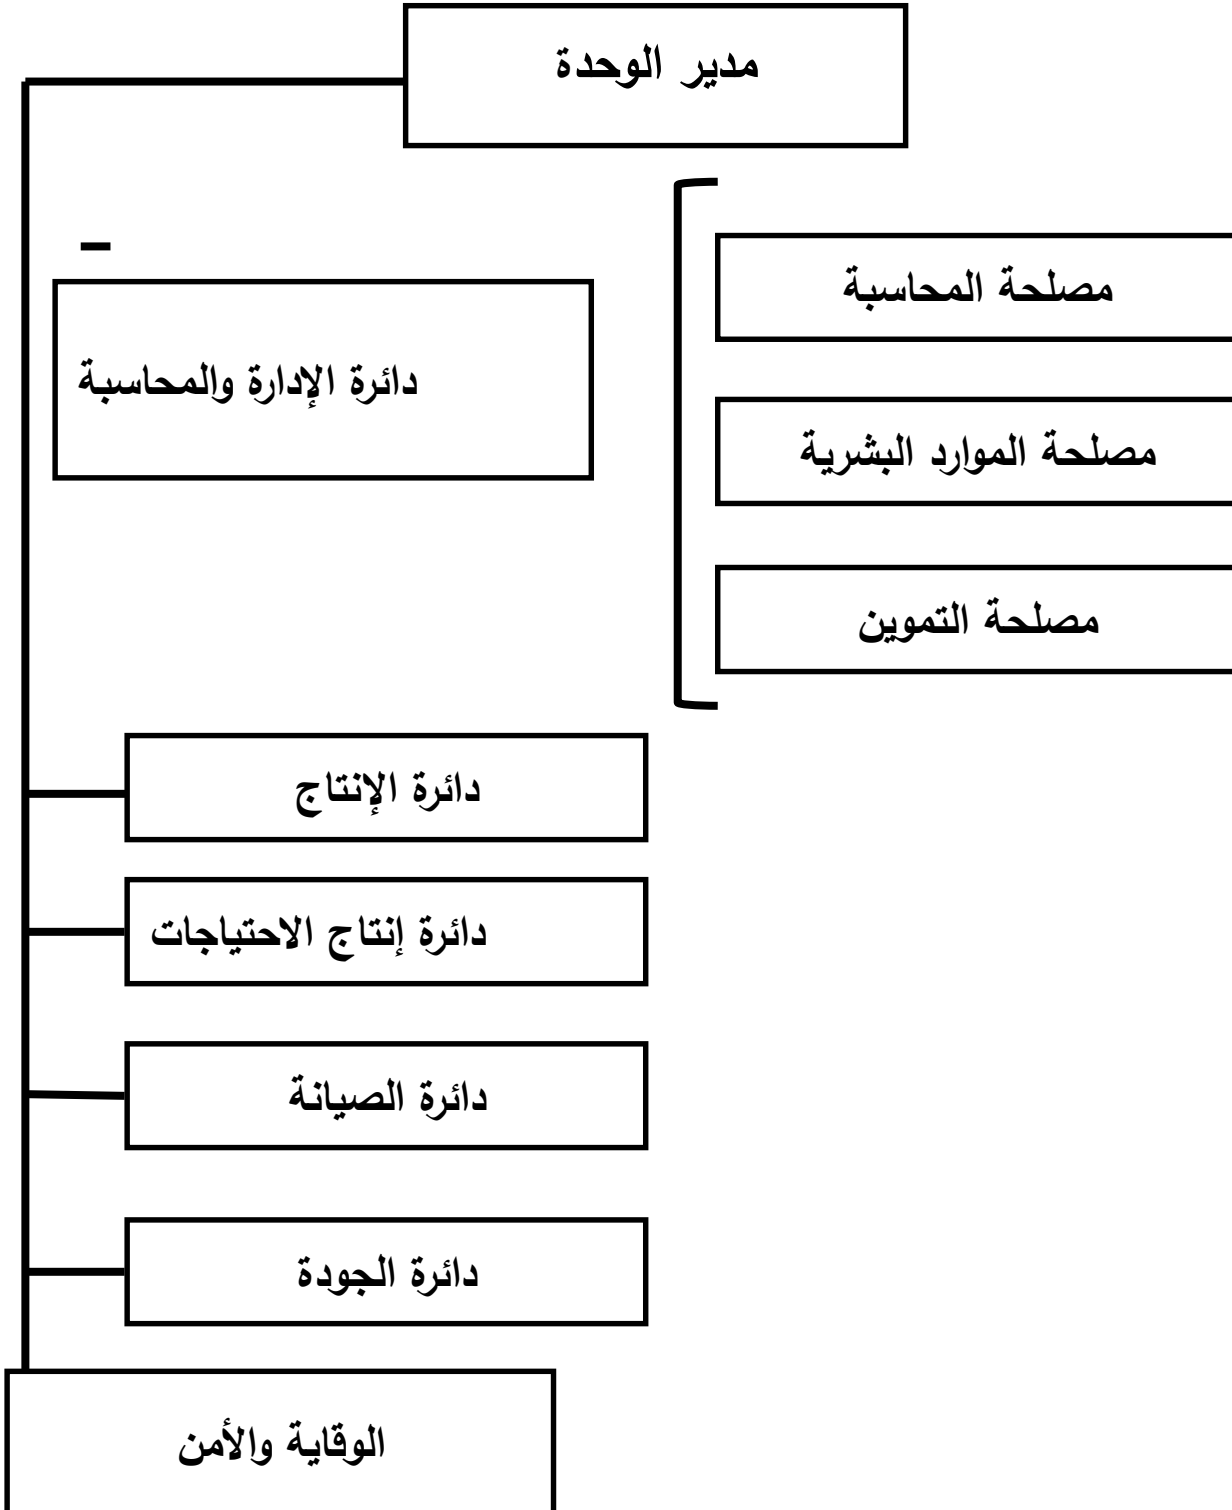 مدير الوحدة
دائرة الإدارة والمحاسبة
مصلحة المحاسبة
مصلحة الموارد البشرية
مصلحة التموين
دائرة الإنتاج
دائرة إنتاج الاحتياجات
دائرة الصيانة
دائرة الجودة
الوقاية والأمن